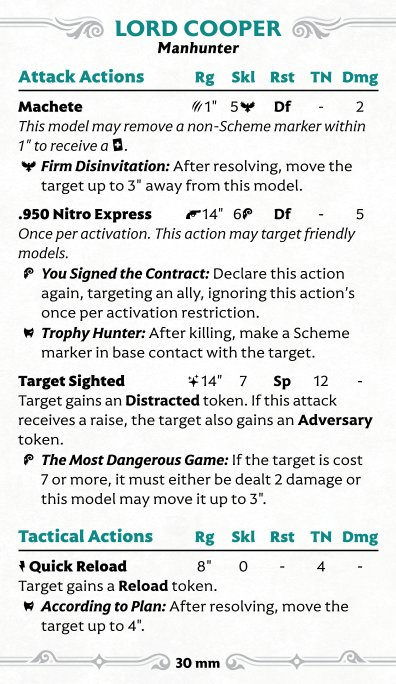 LORD COOPER
Manhunter
Attack Actions Rg Skl Rst TN Dmg
Machete 1" 5 Df - 2
This model may remove a non-Scheme marker within
1" to receive a .
Firm Disinvitation: After resolving, move the
target up to 3" away from this model.
.950 Nitro Express 14" 6 Df - 5
Once per activation. This action may target friendly
models.
You Signed the Contract: Declare this action
again, targeting an ally, ignoring this action's
once per activation restriction.
Trophy Hunter: After killing, make a Scheme
marker in base contact with the target.
Target Sighted 14" 7 Sp 12 -
Target gains an Distracted token. If this attack
receives a raise, the target also gains an Adversary
token.
The Most Dangerous Game: If the target is cost
7 or more, it must either be dealt 2 damage or
this model may move it up to 3".
Tactical Actions Rg Skl Rst TN Dmg
Quick Reload 8" 0 - 4 -
Target gains a Reload token.
According to Plan: After resolving, move the
target up to 4".
30 mm